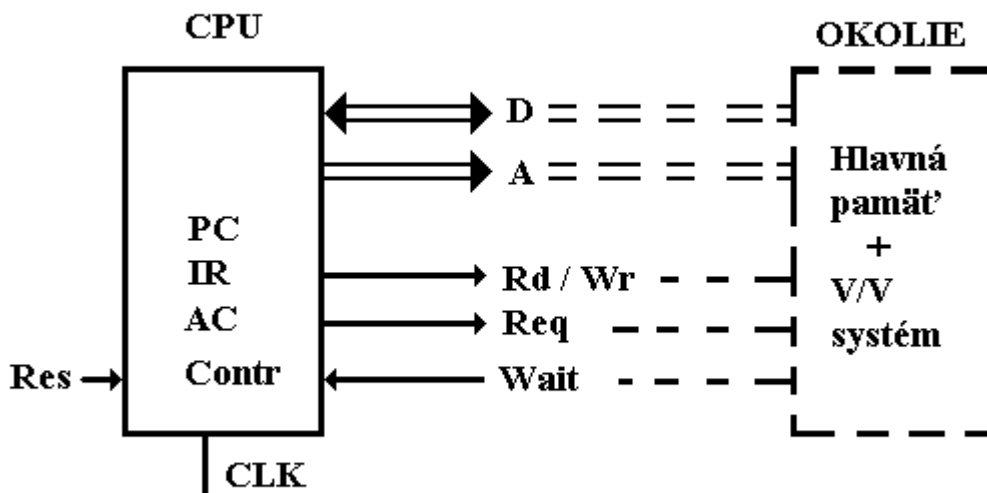 CPU
OKOLIE
D
A
Hlavná
pamäť
+
V/V
systém
PC
IR
AC
Contr
Rd / Wr
Req
Wait
Res
CLK